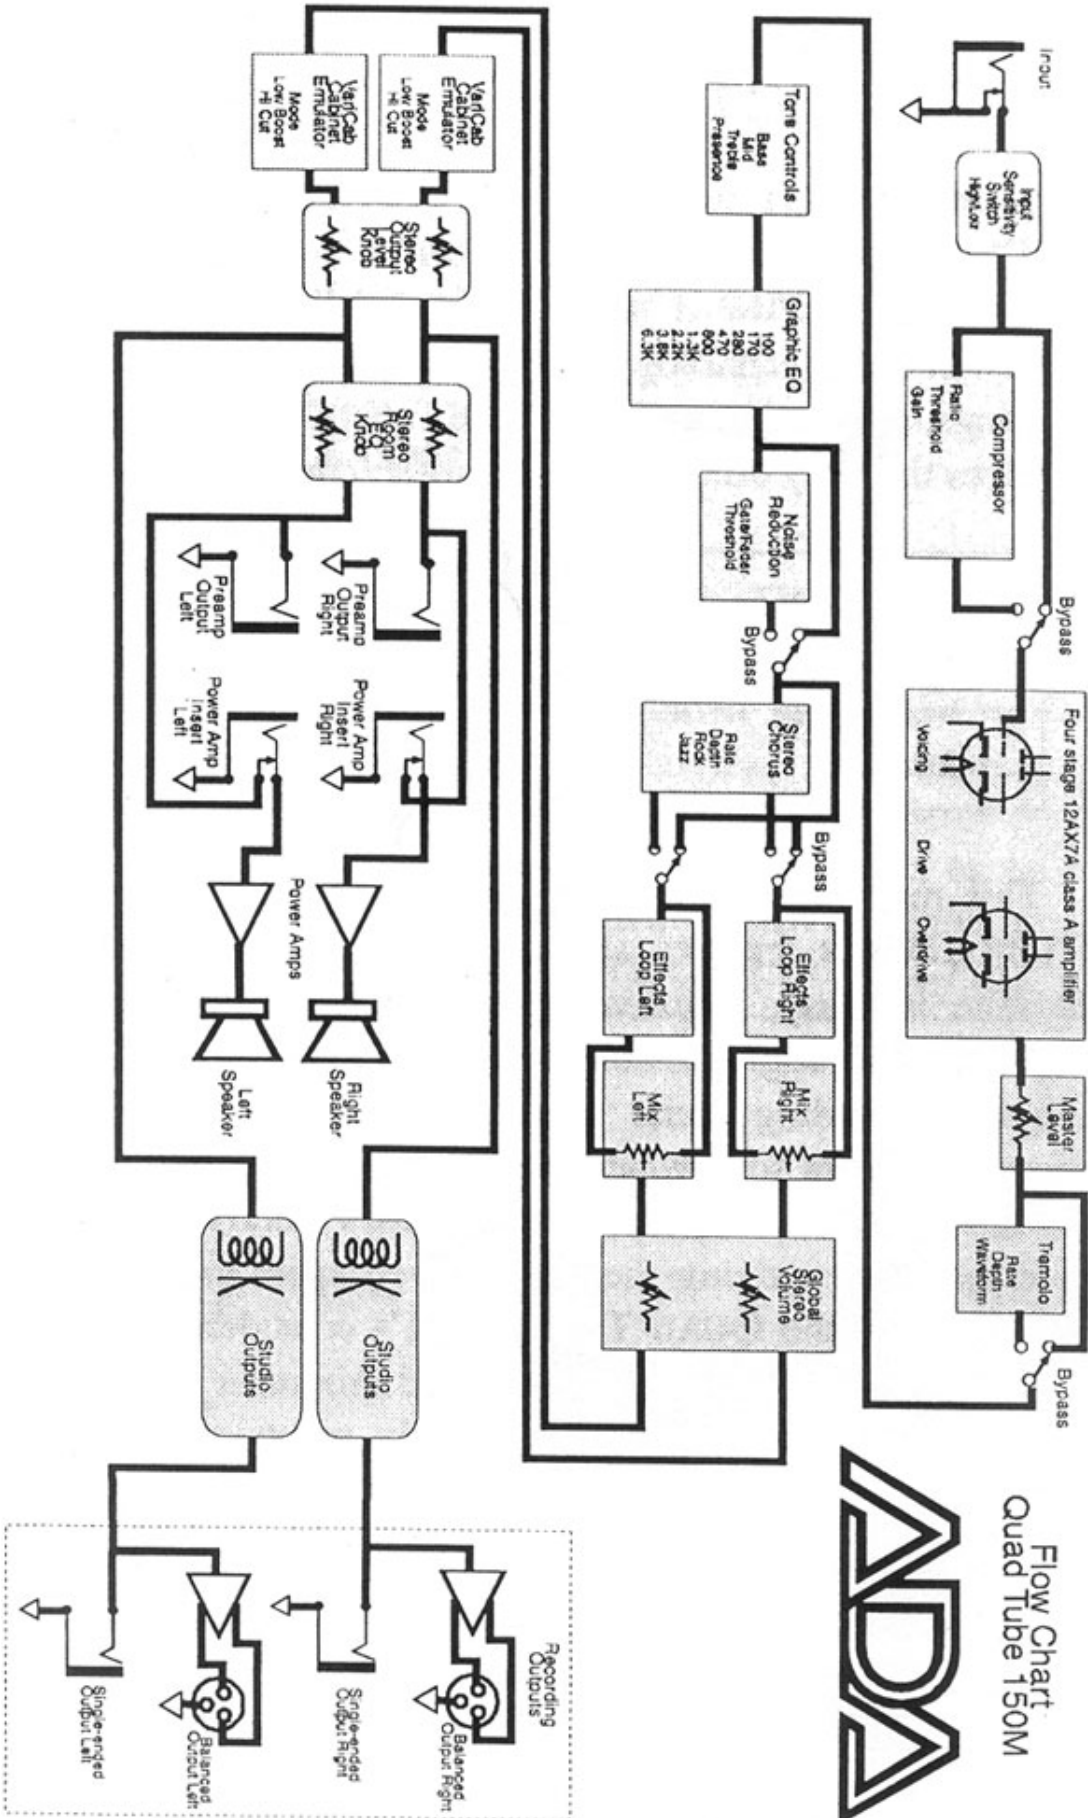 Flow Chart
Quad Tube 150M
ADA
Input
Input
Sensitivity
Switch
High/Low
Compressor
Ratio
Threshold
Gain
Bypass
Four stage 12AX7A class A amplifier
Voicing
Drive
Overdrive
Master
Level
Tremolo
Rate
Depth
Waveform
Bypass
Tone Controls
Bass
Mid
Treble
Presence
Graphic EQ
100
170
280
470
800
1.3K
2.2K
3.8K
6.3K
Noise
Reduction
Gate/Fader
Threshold
Bypass
Stereo
Chorus
Rate
Depth
Rock
Jazz
Bypass
Effects
Loop Right
Effects
Loop Left
Mix
Right
Mix
Left
Global
Stereo
Volume
VariCab
Cabinet
Emulator
Mode
Low Boost
Hi Cut
VariCab
Cabinet
Emulator
Mode
Low Boost
Hi Cut
Stereo
Output
Level
Knob
Stereo
Room
EQ
Knob
Preamp
Output
Right
Preamp
Output
Left
Power Amp
Insert
Right
Power Amp
Insert
Left
Power Amps
Right
Speaker
Left
Speaker
Studio
Outputs
Studio
Outputs
Recording
Outputs
Balanced
Output Right
Single-ended
Output Right
Balanced
Output Left
Single-ended
Output Left